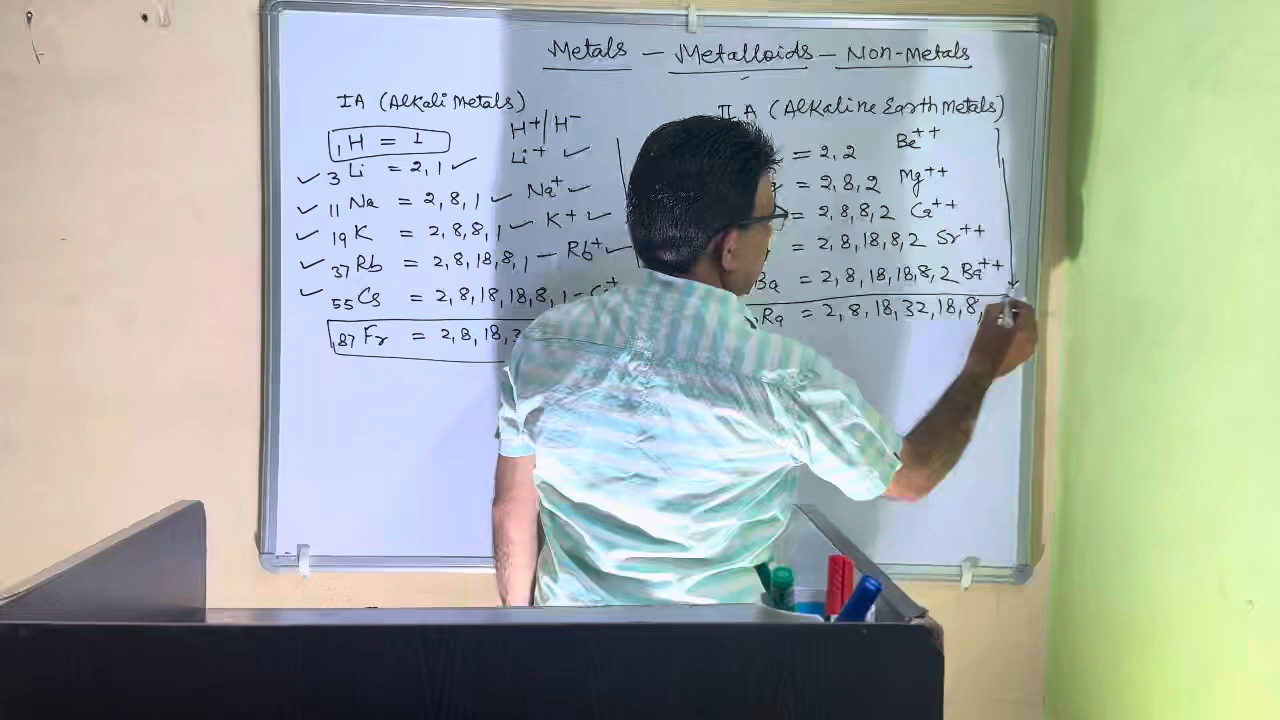 Metals - Metalloids - Non-Metals
IA (Alkali Metals)
H+/H-
1H = 1
Li+ ✓
✓ 3Li = 2,1 ✓
✓ 11Na = 2,8,1 ✓ Na+ ✓
✓ 19K = 2,8,8,1 ✓ K+ ✓
✓ 37Rb = 2,8,18,8,1 - Rb+ ✓
✓ 55Cs = 2,8,18,18,8,1 -
87Fr = 2,8,18,
II A (Alkaline Earth Metals)
= 2,2 Be++
= 2,8,2 Mg++
= 2,8,8,2 Ca++
= 2,8,18,8,2 Sr++
Ba = 2,8,18,18,8,2 Ba++
Ra = 2,8,18,32,18,8,